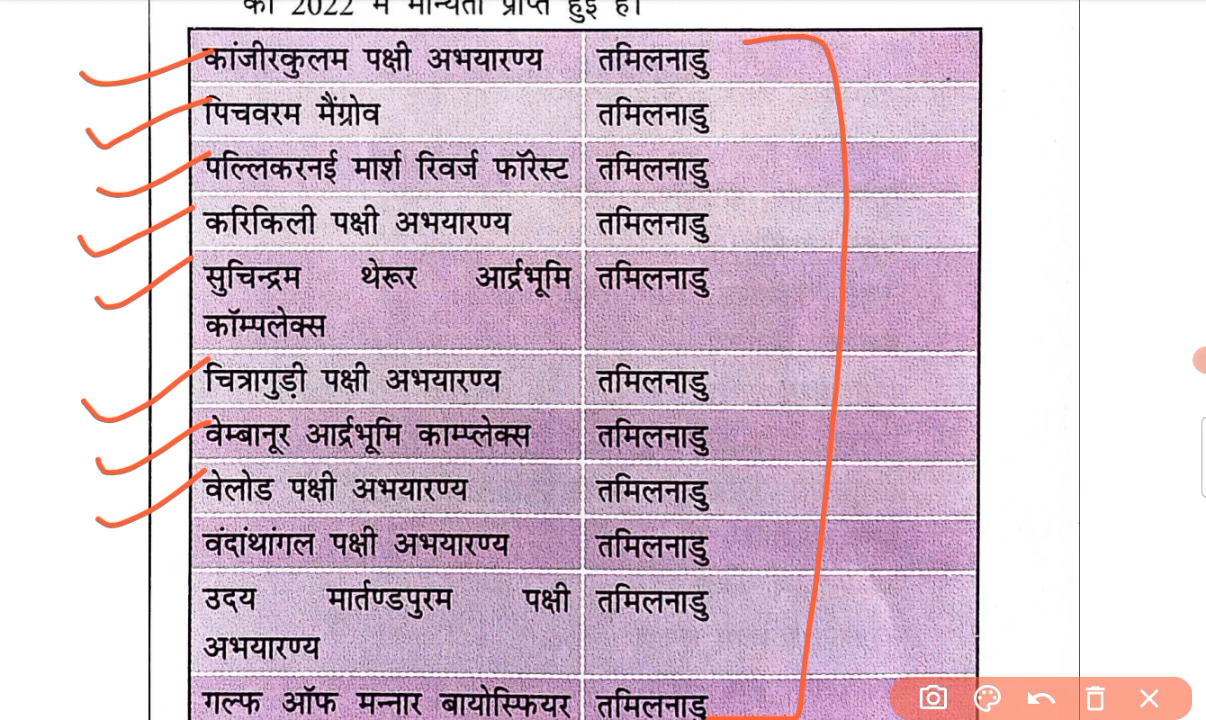 को 2022 में मान्यता प्राप्त हुई है।
कांजीरकुलम पक्षी अभयारण्य तमिलनाडु
पिचवरम मैंग्रोव तमिलनाडु
पल्लिकरनई मार्श रिवर्ज फॉरेस्ट तमिलनाडु
करिकिली पक्षी अभयारण्य तमिलनाडु
सुचिन्द्रम थेरूर आर्द्रभूमि तमिलनाडु
कॉम्पलेक्स
चित्रागुड़ी पक्षी अभयारण्य तमिलनाडु
वेम्बानूर आर्द्रभूमि काम्प्लेक्स तमिलनाडु
वेलोड पक्षी अभयारण्य तमिलनाडु
वंदांथांगल पक्षी अभयारण्य तमिलनाडु
उदय मार्तण्डपुरम पक्षी तमिलनाडु
अभयारण्य
गल्फ ऑफ मन्नार बायोस्फियर तमिलनाडु